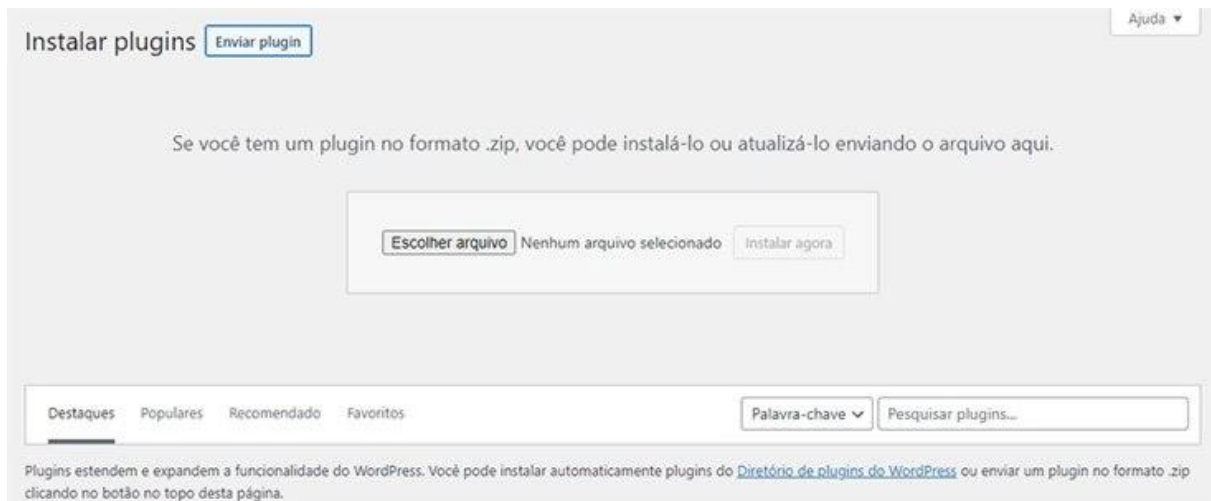 Ajuda ▼
Instalar plugins Enviar plugin
Se você tem um plugin no formato .zip, você pode instalá-lo ou atualizá-lo enviando o arquivo aqui.
Escolher arquivo Nenhum arquivo selecionado Instalar agora
Destaques Populares Recomendado Favoritos Palavra-chave Pesquisar plugins...
Plugins estendem e expandem a funcionalidade do WordPress. Você pode instalar automaticamente plugins do Diretório de plugins do WordPress ou enviar um plugin no formato .zip
clicando no botão no topo desta página.